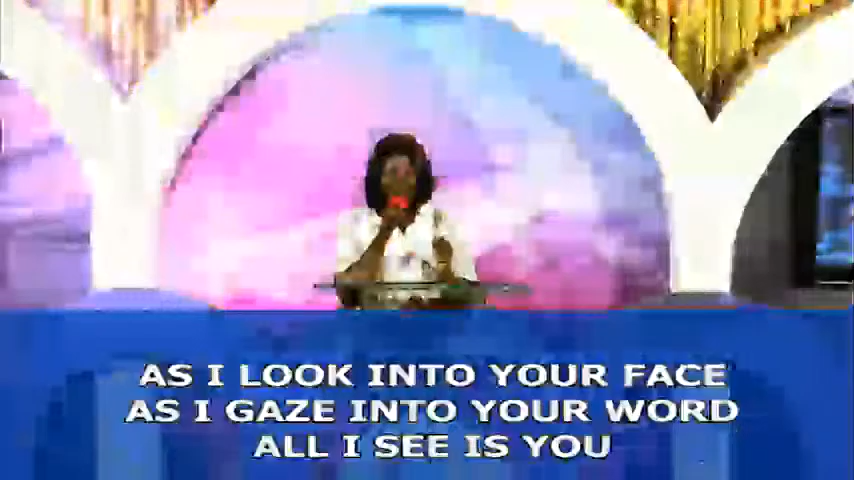 AS I LOOK INTO YOUR FACE
AS I GAZE INTO YOUR WORD
ALL I SEE IS YOU